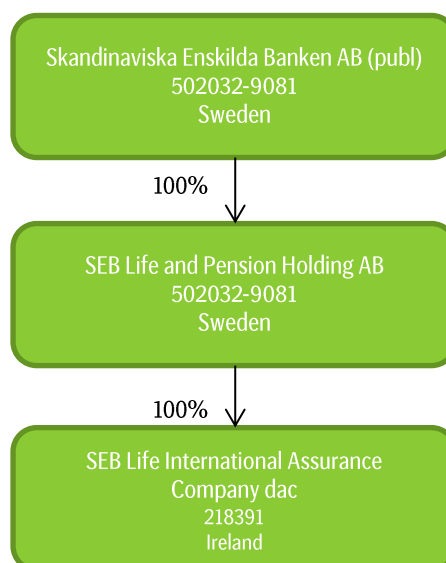 Skandinaviska Enskilda Banken AB (publ)
502032-9081
Sweden
100%
SEB Life and Pension Holding AB
502032-9081
Sweden
100%
SEB Life International Assurance
Company dac
218391
Ireland